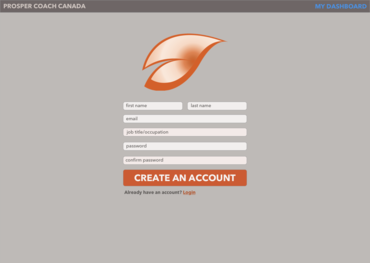 PROSPER COACH CANADA MY DASHBOARD
first name last name
email
job title/occupation
password
confirm password
CREATE AN ACCOUNT
Already have an account? Login